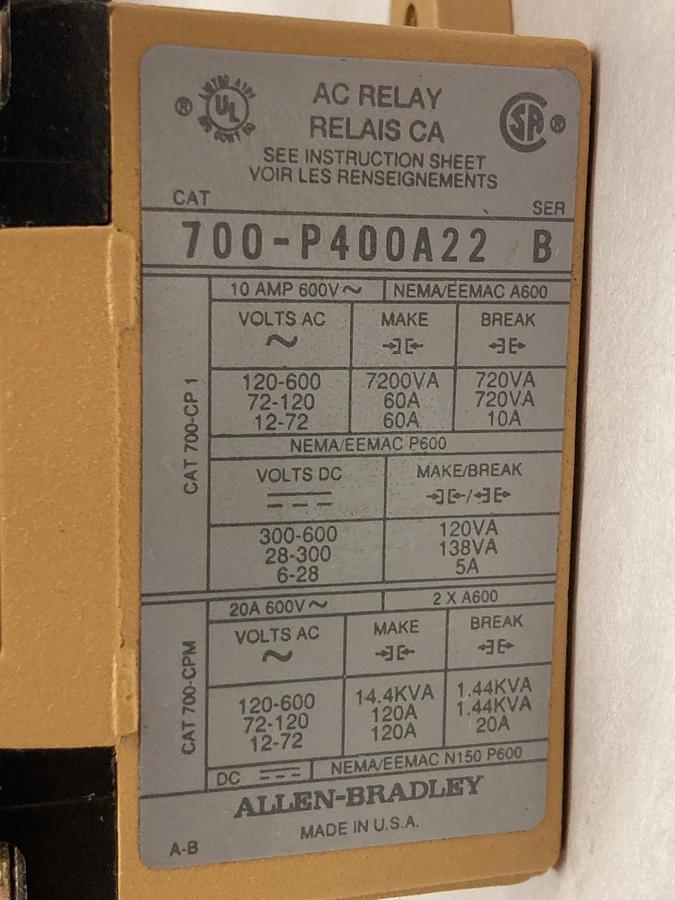 AC RELAY
RELAIS CA
SEE INSTRUCTION SHEET
VOIR LES RENSEIGNEMENTS
® UL
SA ®
CAT SER
700-P400A22 B
CAT 700-CP1
10 AMP 600V~ NEMA/EEMAC A600
VOLTS AC MAKE BREAK
~
120-600 7200VA 720VA
72-120 60A 720VA
12-72 60A 10A
NEMA/EEMAC P600
VOLTS DC MAKE/BREAK
300-600 120VA
28-300 138VA
6-28 5A
CAT 700-CPM
20A 600V~ 2 X A600
VOLTS AC MAKE BREAK
~
120-600 14.4KVA 1.44KVA
72-120 120A 1.44KVA
12-72 120A 20A
DC NEMA/EEMAC N150 P600
ALLEN-BRADLEY
MADE IN U.S.A.
A-B